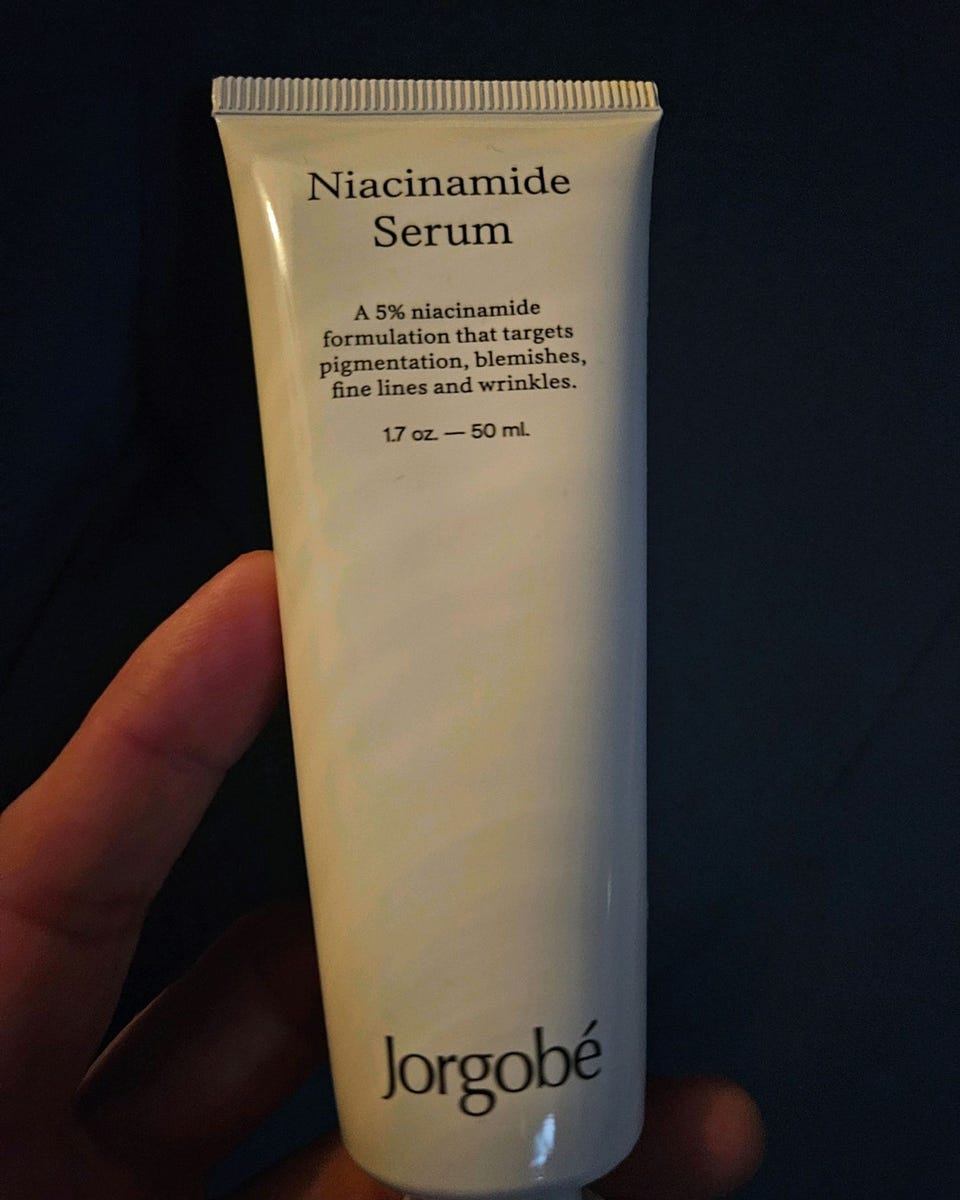 Niacinamide
Serum
A 5% niacinamide
formulation that targets
pigmentation, blemishes,
fine lines and wrinkles.
1.7 oz. — 50 ml.
Jorgobé